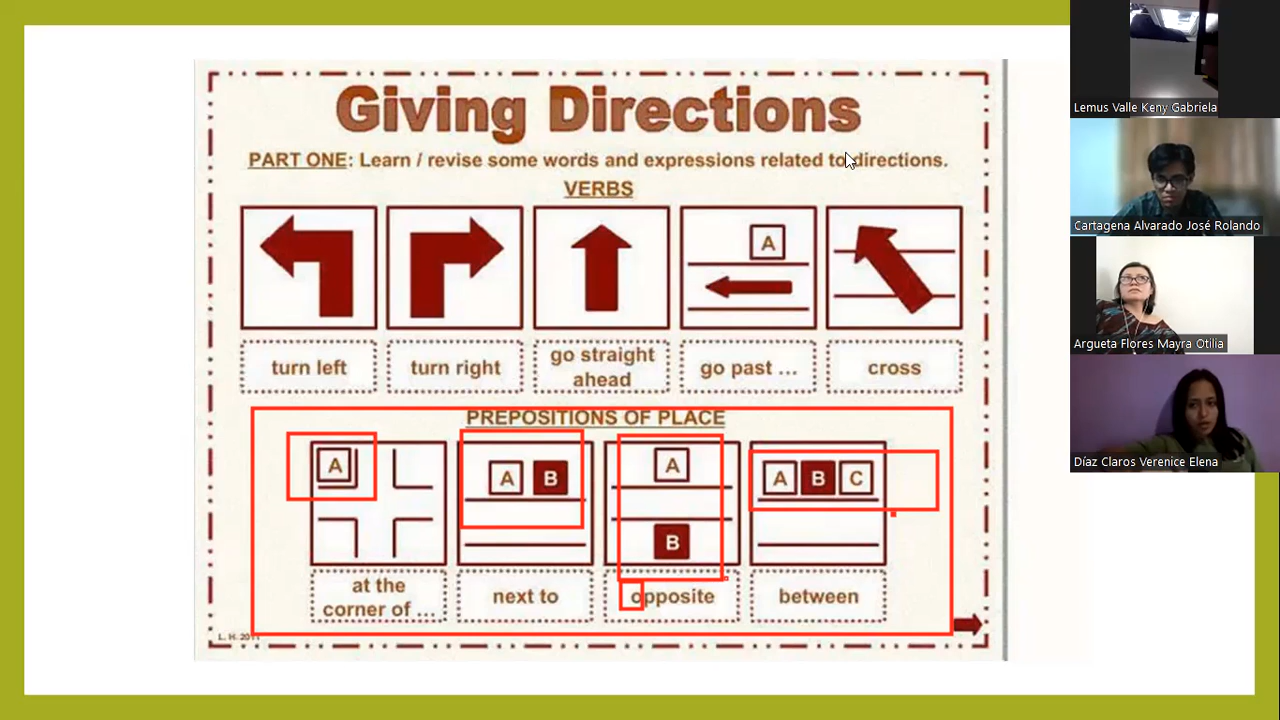 Giving Directions
PART ONE: Learn / revise some words and expressions related to directions.
VERBS
A
turn left
turn right
go straight
ahead
go past ...
cross
PREPOSITIONS OF PLACE
A
A B
A
B
A B C
at the
corner of ...
next to
opposite
between
L. H. 2011
Lemus Valle Keny Gabriela
Cartagena Alvarado José Rolando
Argueta Flores Mayra Otilia
Díaz Claros Verenice Elena